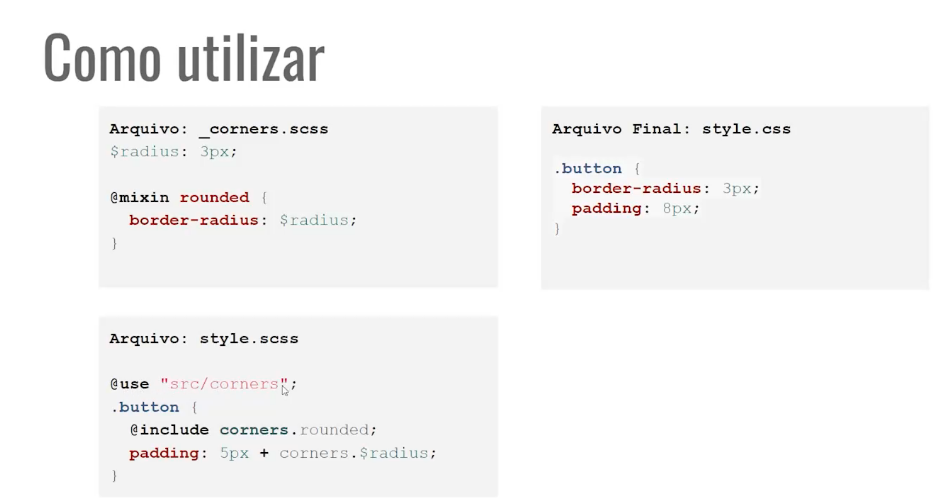 Como utilizar
Arquivo: _corners.scss
$radius: 3px;
@mixin rounded {
border-radius: $radius;
}
Arquivo Final: style.css
.button {
border-radius: 3px;
padding: 8px;
}
Arquivo: style.scss
@use "src/corners";
.button {
@include corners.rounded;
padding: 5px + corners.$radius;
}